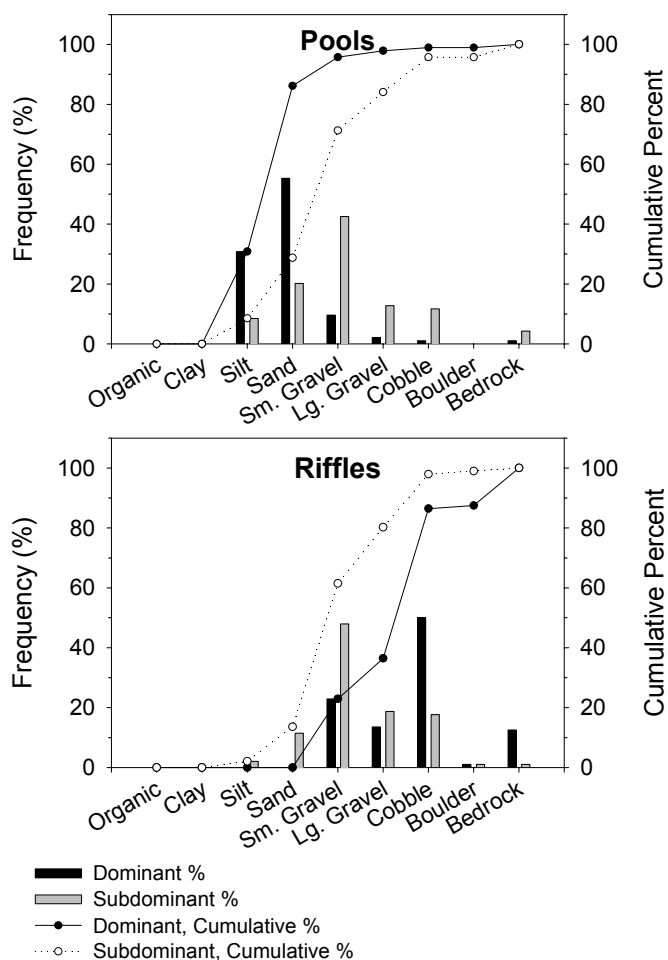 Pools
Frequency (%)
Cumulative Percent
100
80
60
40
20
0
100
80
60
40
20
0
Organic
Clay
Silt
Sand
Sm. Gravel
Lg. Gravel
Cobble
Boulder
Bedrock
Riffles
Frequency (%)
Cumulative Percent
100
80
60
40
20
0
100
80
60
40
20
0
Organic
Clay
Silt
Sand
Sm. Gravel
Lg. Gravel
Cobble
Boulder
Bedrock
Dominant %
Subdominant %
Dominant, Cumulative %
Subdominant, Cumulative %